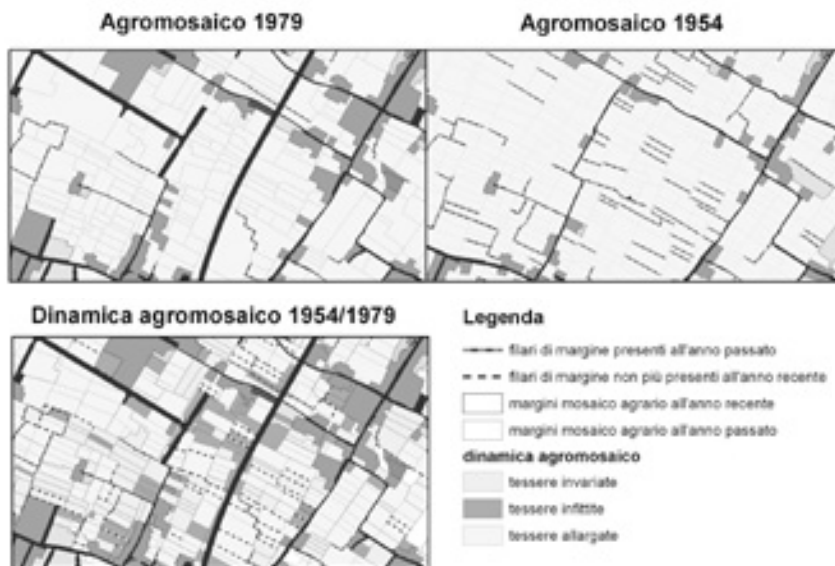 Agromosaico 1979
Agromosaico 1954
Dinamica agromosaico 1954/1979
Legenda
filari di margine presenti all'anno passato
filari di margine non più presenti all'anno recente
margini mosaico agrario all'anno recente
margini mosaico agrario all'anno passato
dinamica agromosaico
tessere invariate
tessere infittite
tessere allargate